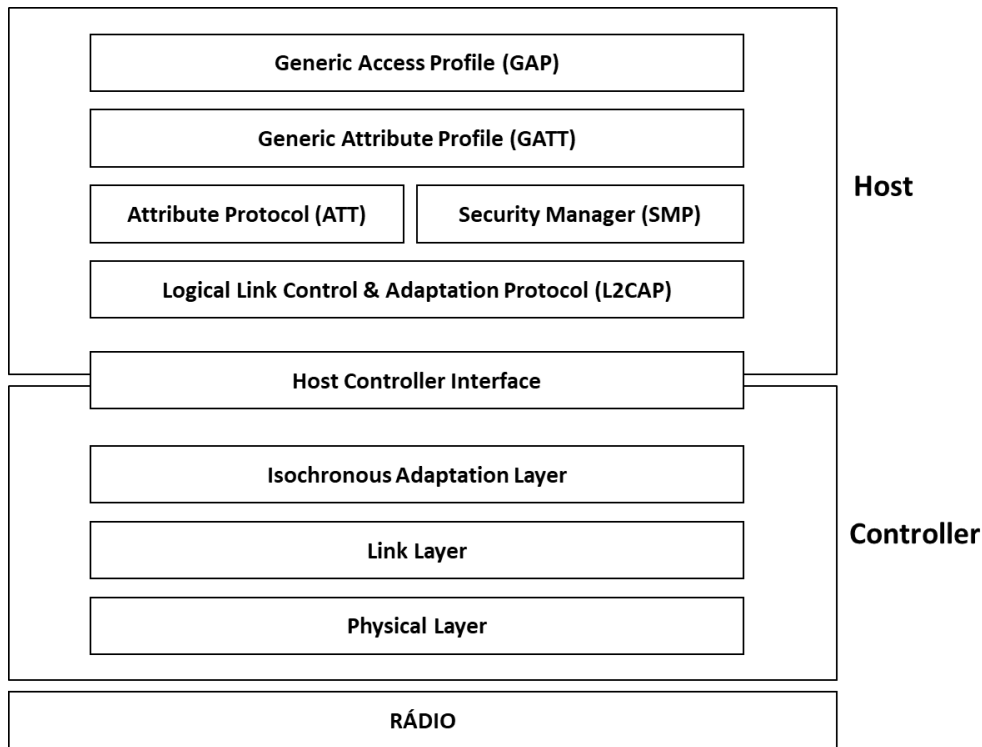 Generic Access Profile (GAP)
Generic Attribute Profile (GATT)
Attribute Protocol (ATT)
Security Manager (SMP)
Host
Logical Link Control & Adaptation Protocol (L2CAP)
Host Controller Interface
Isochronous Adaptation Layer
Controller
Link Layer
Physical Layer
RÁDIO